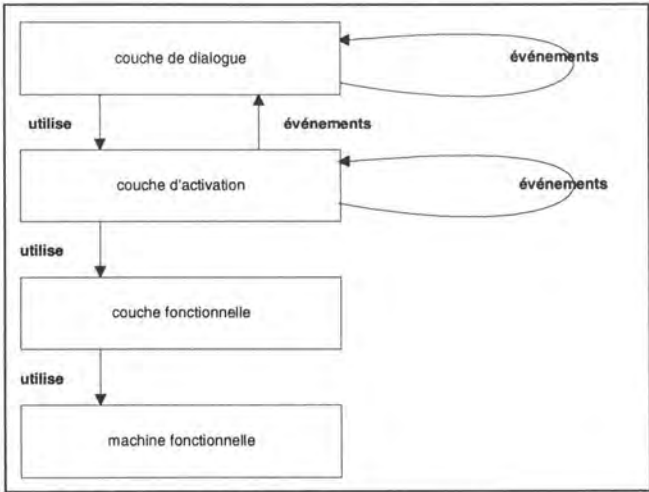 couche de dialogue
événements
utilise
événements
couche d'activation
événements
utilise
couche fonctionnelle
utilise
machine fonctionnelle